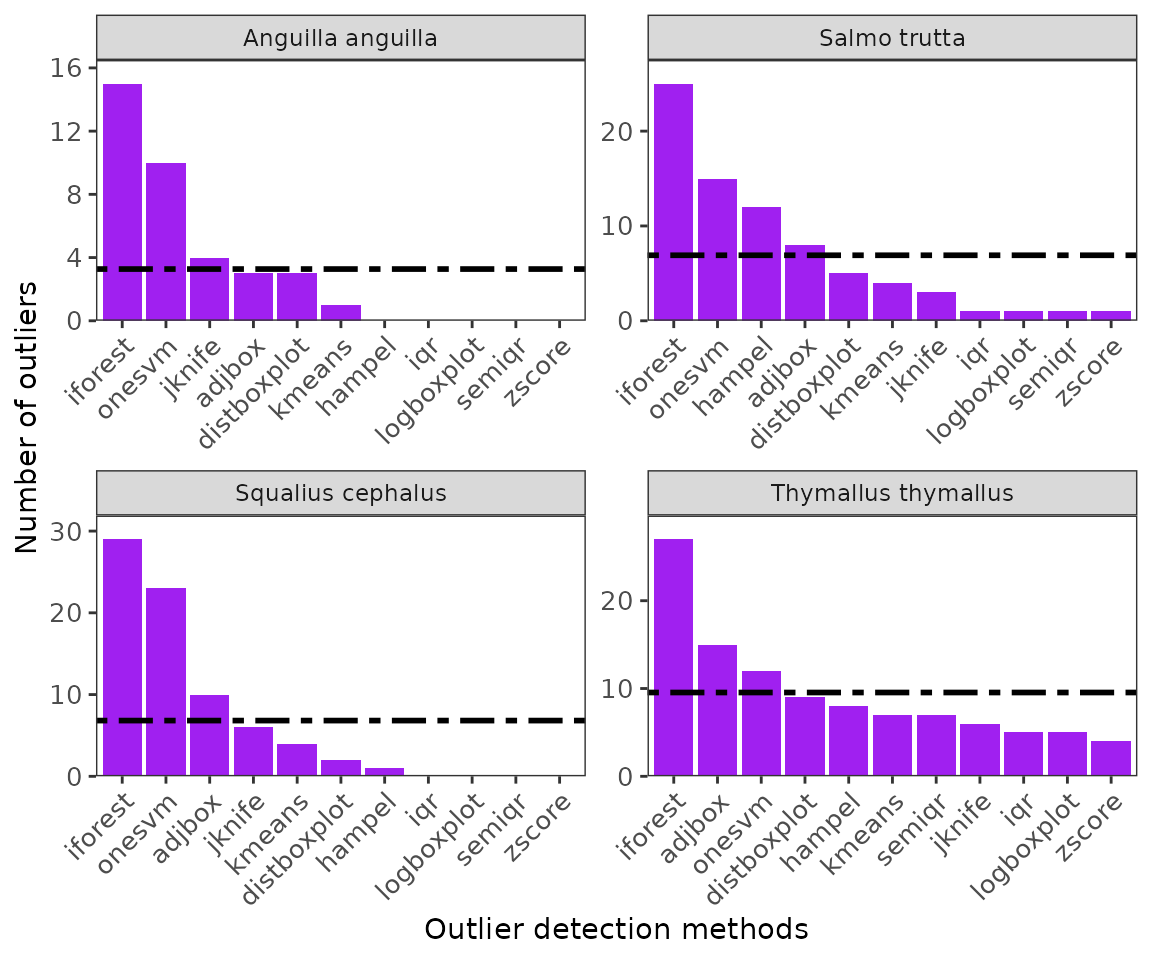 Anguilla anguilla
Salmo trutta
16
12
8
4
0
20
10
0
iforest
onesvm
jknife
adjbox
distboxplot
kmeans
hampel
iqr
logboxplot
semiqr
zscore
iforest
onesvm
hampel
adjbox
distboxplot
kmeans
jknife
iqr
logboxplot
semiqr
zscore
Number of outliers
Squalius cephalus
Thymallus thymallus
30
20
10
0
20
10
0
iforest
onesvm
adjbox
jknife
kmeans
distboxplot
hampel
iqr
logboxplot
semiqr
zscore
iforest
adjbox
onesvm
distboxplot
hampel
kmeans
semiqr
jknife
iqr
logboxplot
zscore
Outlier detection methods